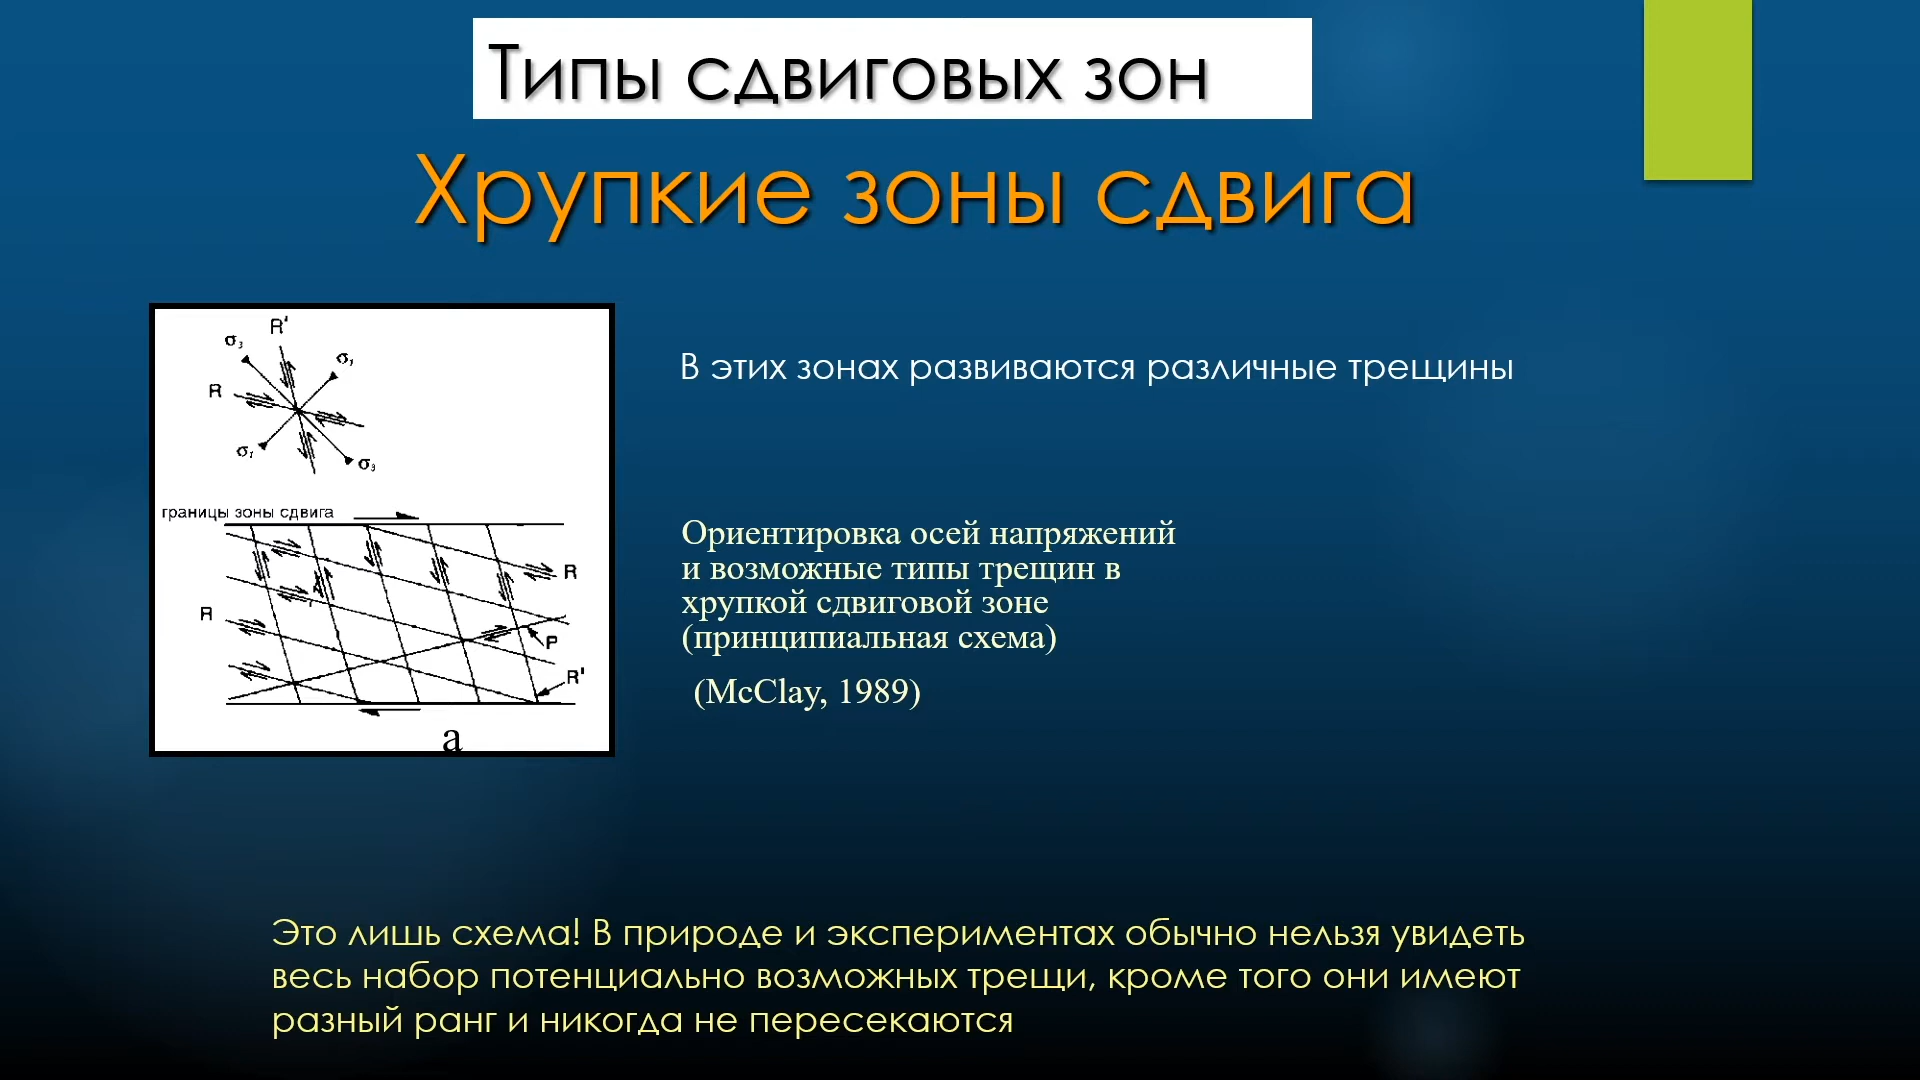 Типы сдвиговых зон
Хрупкие зоны сдвига
R'
σ₃
σ₁
R
σ₁
σ₃
границы зоны сдвига
R
R
P
R'
а
В этих зонах развиваются различные трещины
Ориентировка осей напряжений
и возможные типы трещин в
хрупкой сдвиговой зоне
(принципиальная схема)
(McClay, 1989)
Это лишь схема! В природе и экспериментах обычно нельзя увидеть
весь набор потенциально возможных трещи, кроме того они имеют
разный ранг и никогда не пересекаются